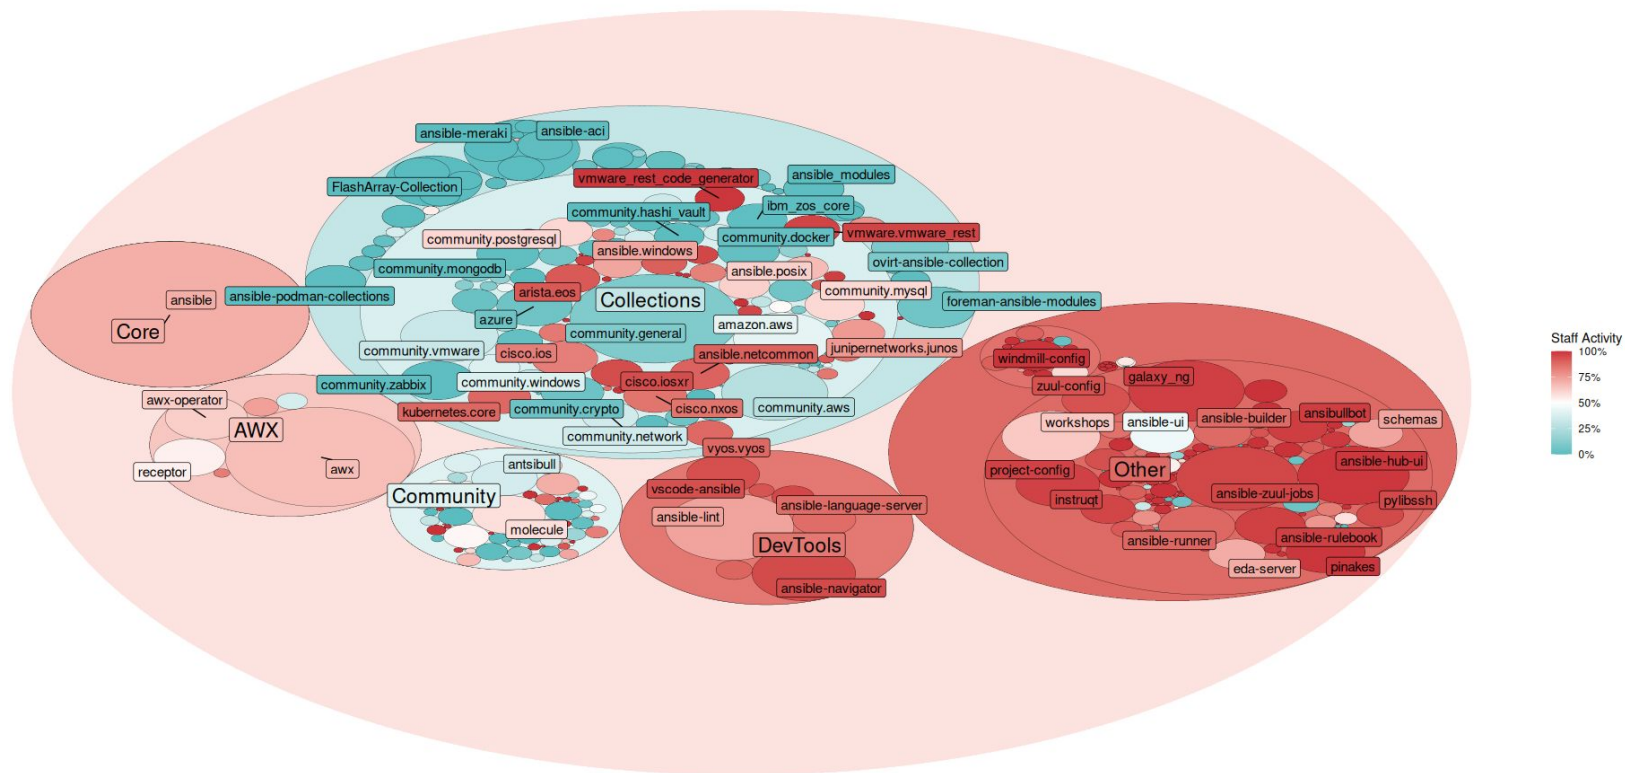 ansible-meraki
ansible-aci
FlashArray-Collection
vmware_rest_code_generator
ansible_modules
community.hashi_vault
ibm_zos_core
community.postgresql
ansible.windows
community.docker
vmware.vmware_rest
community.mongodb
ansible.posix
ovirt-ansible-collection
ansible-podman-collections
arista.eos
Collections
community.mysql
foreman-ansible-modules
ansible
Core
azure
community.general
amazon.aws
community.vmware
cisco.ios
ansible.netcommon
junipernetworks.junos
community.zabbix
community.windows
cisco.iosxr
kubernetes.core
community.crypto
cisco.nxos
community.aws
community.network
vyos.vyos
awx-operator
AWX
receptor
awx
antsibull
Community
molecule
vscode-ansible
ansible-language-server
ansible-lint
DevTools
ansible-navigator
windmill-config
zuul-config
galaxy_ng
workshops
ansible-ui
ansible-builder
ansibullbot
schemas
project-config
Other
ansible-hub-ui
instruqt
ansible-zuul-jobs
pylibssh
ansible-runner
ansible-rulebook
eda-server
pinakes
Staff Activity
100%
75%
50%
25%
0%